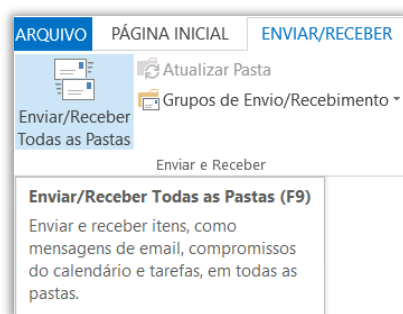 ARQUIVO PÁGINA INICIAL ENVIAR/RECEBER
Enviar/Receber
Todas as Pastas
Atualizar Pasta
Grupos de Envio/Recebimento
Enviar e Receber
Enviar/Receber Todas as Pastas (F9)
Enviar e receber itens, como
mensagens de email, compromissos
do calendário e tarefas, em todas as
pastas.